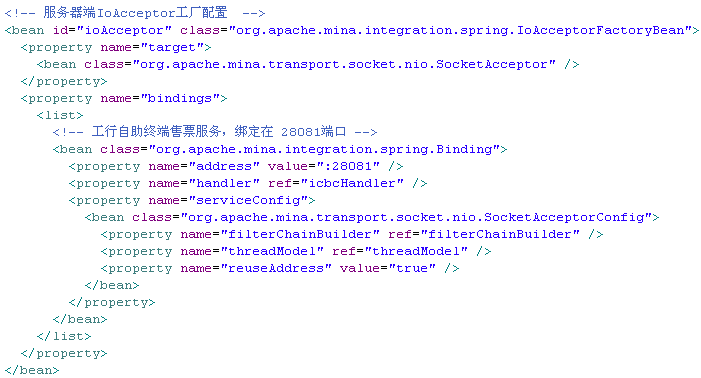 <!-- 服务器端IoAcceptor工厂配置  -->
<bean id="ioAcceptor" class="org.apache.mina.integration.spring.IoAcceptorFactoryBean">
  <property name="target">
    <bean class="org.apache.mina.transport.socket.nio.SocketAcceptor" />
  </property>
  <property name="bindings">
    <list>
      <!-- 工行自助终端售票服务，绑定在 28081端口 -->
      <bean class="org.apache.mina.integration.spring.Binding">
        <property name="address" value=":28081" />
        <property name="handler" ref="icbcHandler" />
        <property name="serviceConfig">
          <bean class="org.apache.mina.transport.socket.nio.SocketAcceptorConfig">
            <property name="filterChainBuilder" ref="filterChainBuilder" />
            <property name="threadModel" ref="threadModel" />
            <property name="reuseAddress" value="true" />
          </bean>
        </property>
      </bean>
    </list>
  </property>
</bean>